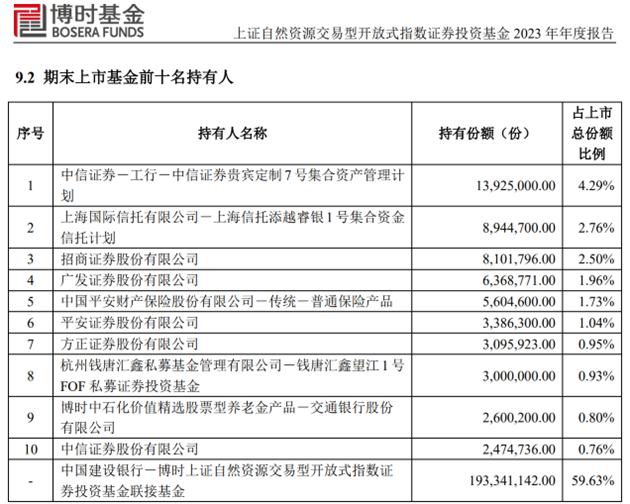 博时基金
BOSERA FUNDS
上证自然资源交易型开放式指数证券投资基金 2023 年年度报告
9.2 期末上市基金前十名持有人
序号 持有人名称 持有份额（份） 占上市总份额比例
1 中信证券－工行－中信证券贵宾定制 7 号集合资产管理计划 13,925,000.00 4.29%
2 上海国际信托有限公司－上海信托添越睿银 1 号集合资金信托计划 8,944,700.00 2.76%
3 招商证券股份有限公司 8,101,796.00 2.50%
4 广发证券股份有限公司 6,368,771.00 1.96%
5 中国平安财产保险股份有限公司－传统－普通保险产品 5,604,600.00 1.73%
6 平安证券股份有限公司 3,386,300.00 1.04%
7 方正证券股份有限公司 3,095,923.00 0.95%
8 杭州钱唐汇鑫私募基金管理有限公司－钱唐汇鑫望江 1 号 FOF 私募证券投资基金 3,000,000.00 0.93%
9 博时中石化价值精选股票型养老金产品－交通银行股份有限公司 2,600,200.00 0.80%
10 中信证券股份有限公司 2,474,736.00 0.76%
- 中国建设银行－博时上证自然资源交易型开放式指数证券投资基金联接基金 193,341,142.00 59.63%